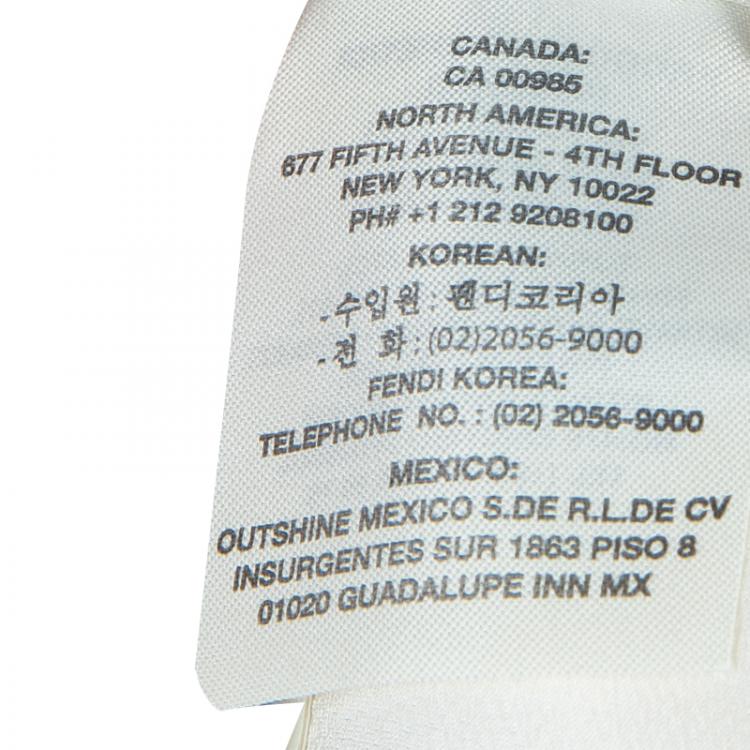 CANADA:
CA 00985
NORTH AMERICA:
677 FIFTH AVENUE - 4TH FLOOR
NEW YORK, NY 10022
PH# +1 212 9208100
KOREAN:
-수입원 : 펜디코리아
-전 화 : (02)2056-9000
FENDI KOREA:
TELEPHONE NO. : (02) 2056-9000
MEXICO:
OUTSHINE MEXICO S.DE R.L.DE CV
INSURGENTES SUR 1863 PISO 8
01020 GUADALUPE INN MX